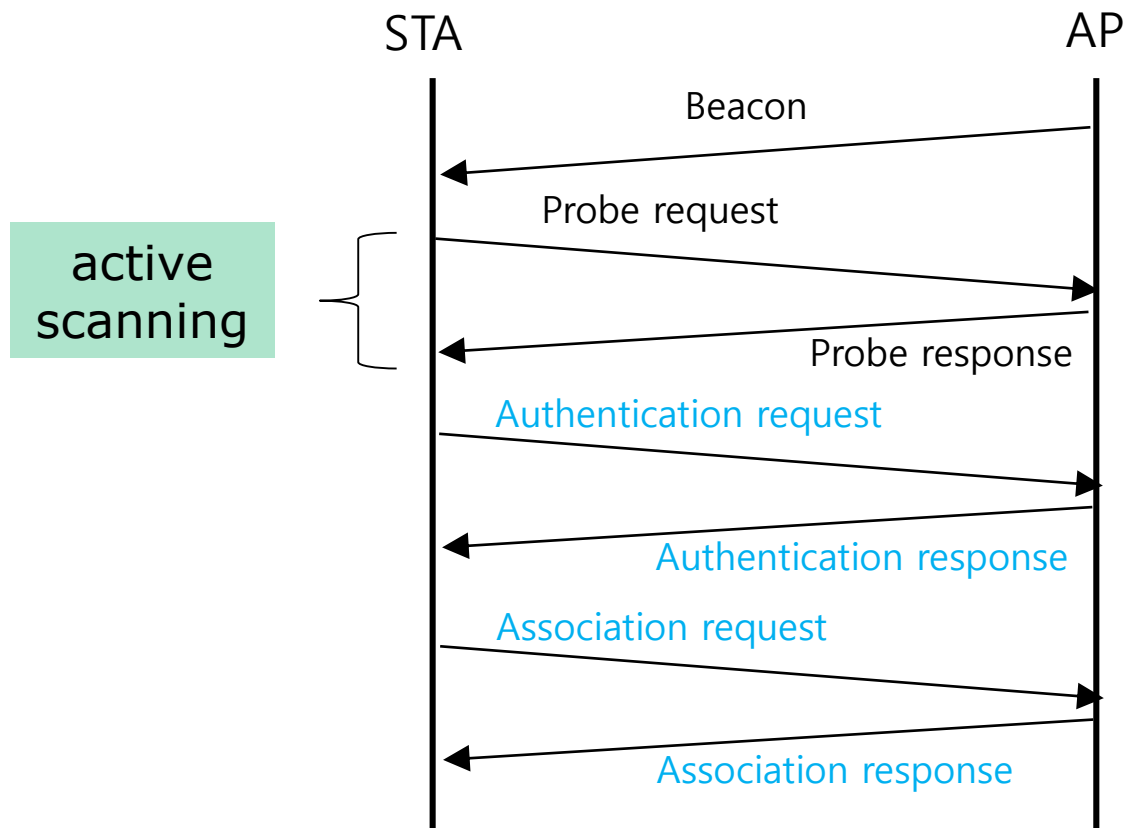 STA
AP
Beacon
Probe request
active
scanning
Probe response
Authentication request
Authentication response
Association request
Association response